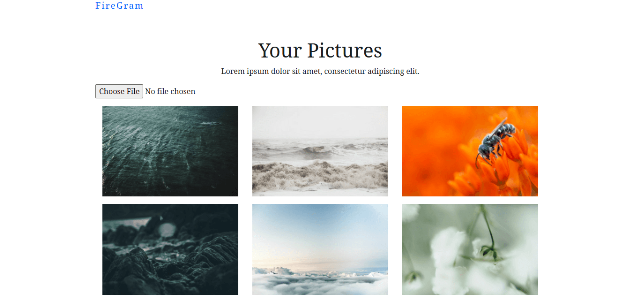 FireGram
Your Pictures
Lorem ipsum dolor sit amet, consectetur adipiscing elit.
Choose File No file chosen